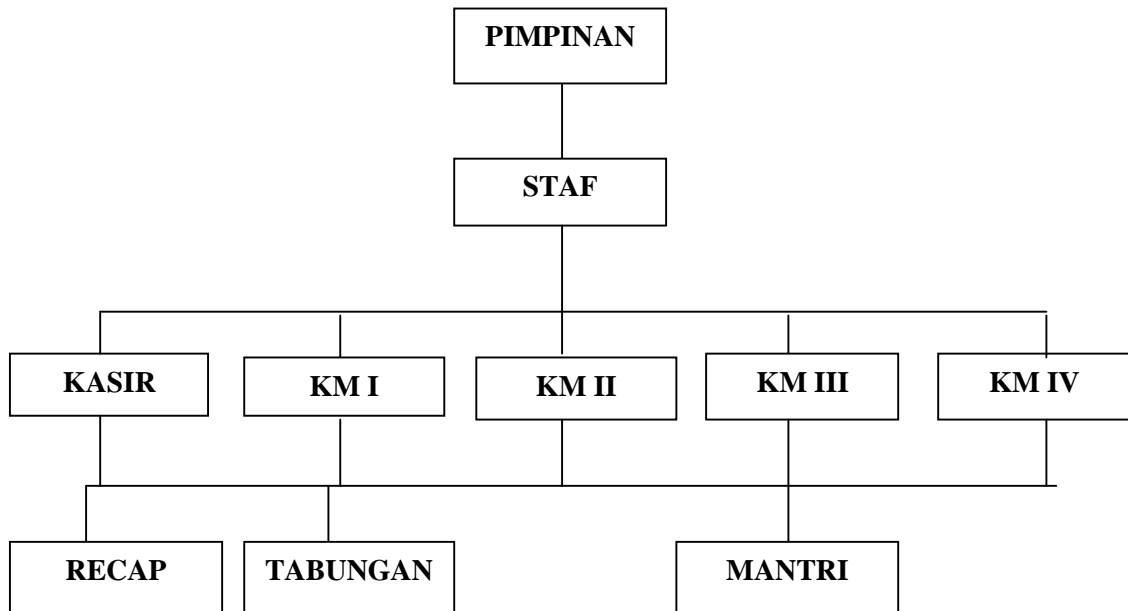 PIMPINAN
STAF
KASIR
KM I
KM II
KM III
KM IV
RECAP
TABUNGAN
MANTRI